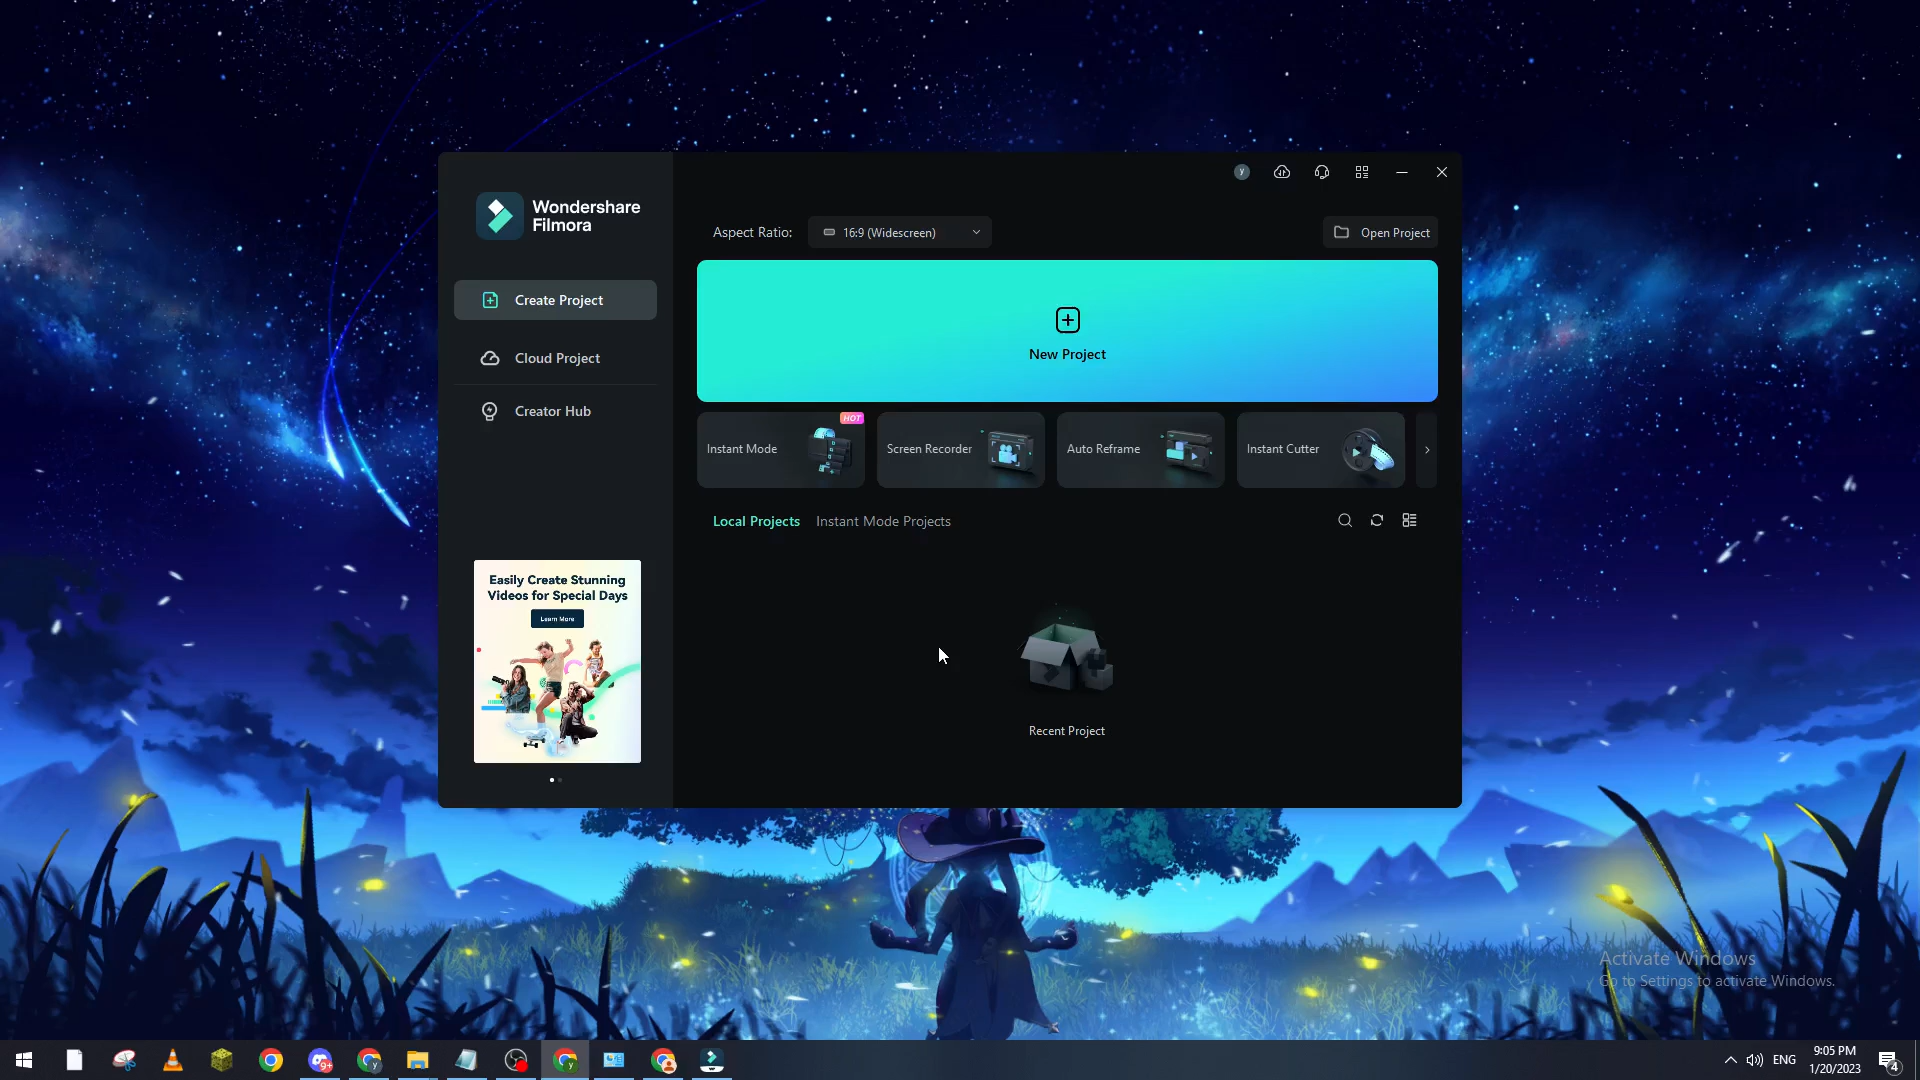 Wondershare
Filmora
Create Project
Cloud Project
Creator Hub
Easily Create Stunning
Videos for Special Days
Learn More
Y
Aspect Ratio:
16:9 (Widescreen)
Open Project
New Project
Instant Mode
HOT
Screen Recorder
Auto Reframe
Instant Cutter
Local Projects
Instant Mode Projects
Recent Project
Activate Windows
Go to Settings to activate Windows.
9+
y
y
ENG
9:05 PM
1/20/2023
4